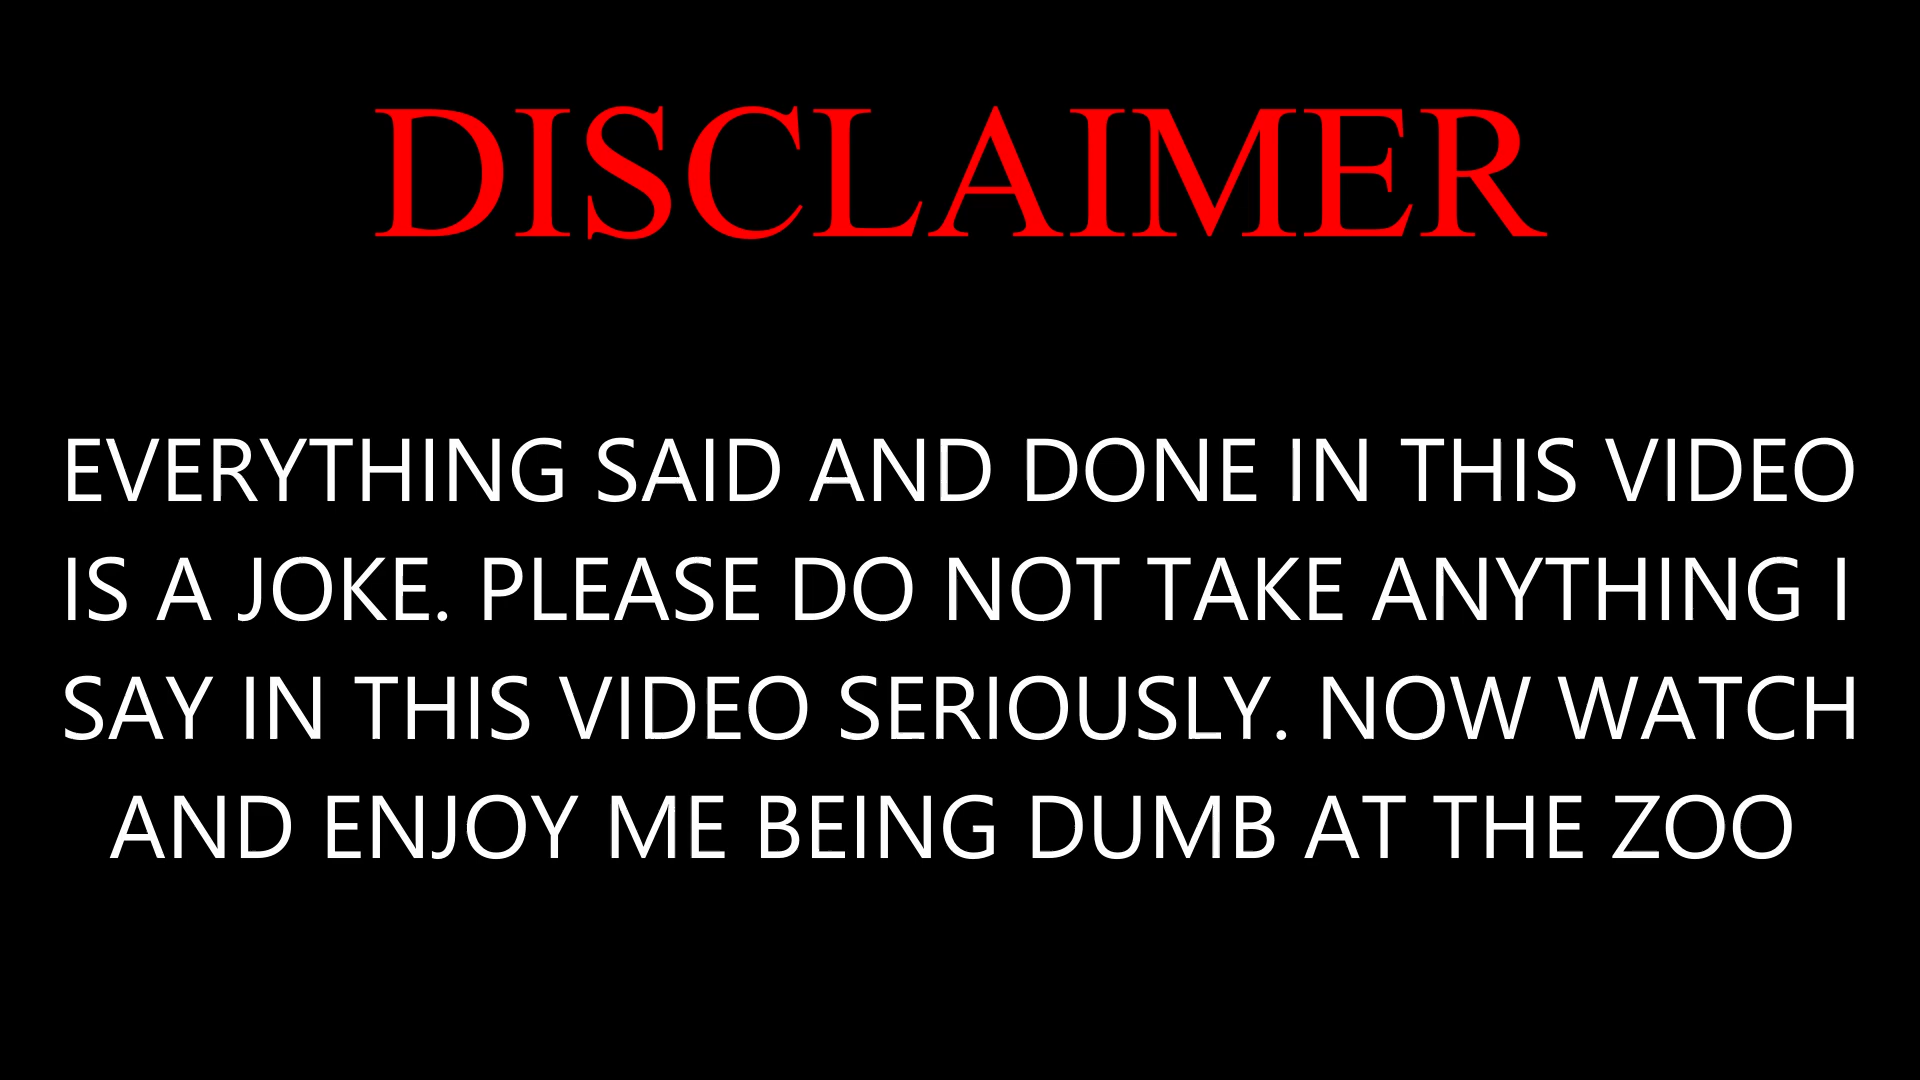 DISCLAIMER
EVERYTHING SAID AND DONE IN THIS VIDEO
IS A JOKE. PLEASE DO NOT TAKE ANYTHING I
SAY IN THIS VIDEO SERIOUSLY. NOW WATCH
AND ENJOY ME BEING DUMB AT THE ZOO